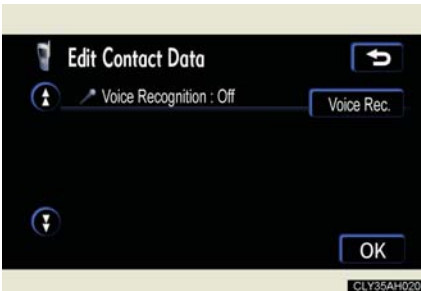 Edit Contact Data
Voice Recognition : Off
Voice Rec.
OK
CLY35AH020